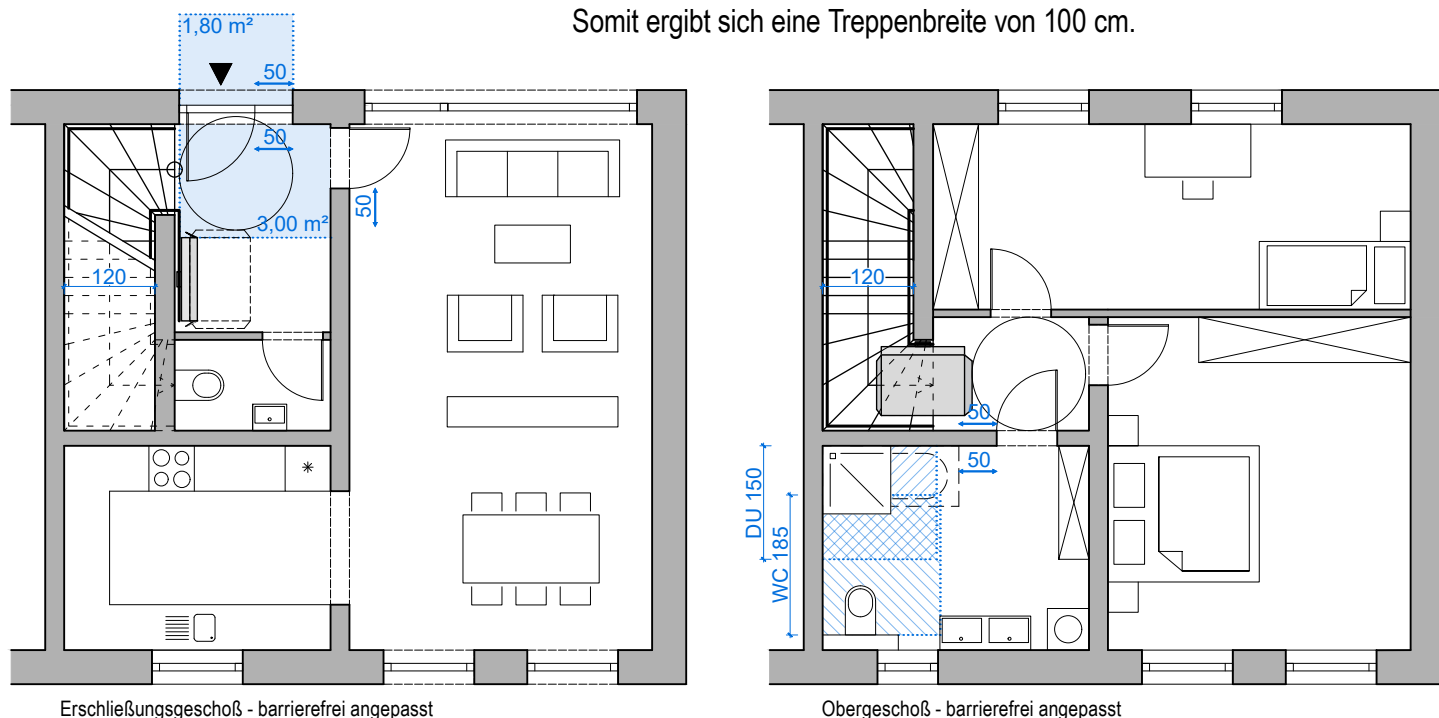 Somit ergibt sich eine Treppenbreite von 100 cm.
1,80 m²
50
50
50
3,00 m²
120
*
Erschließungsgeschoß - barrierefrei angepasst
120
50
50
DU 150
WC 185
Obergeschoß - barrierefrei angepasst